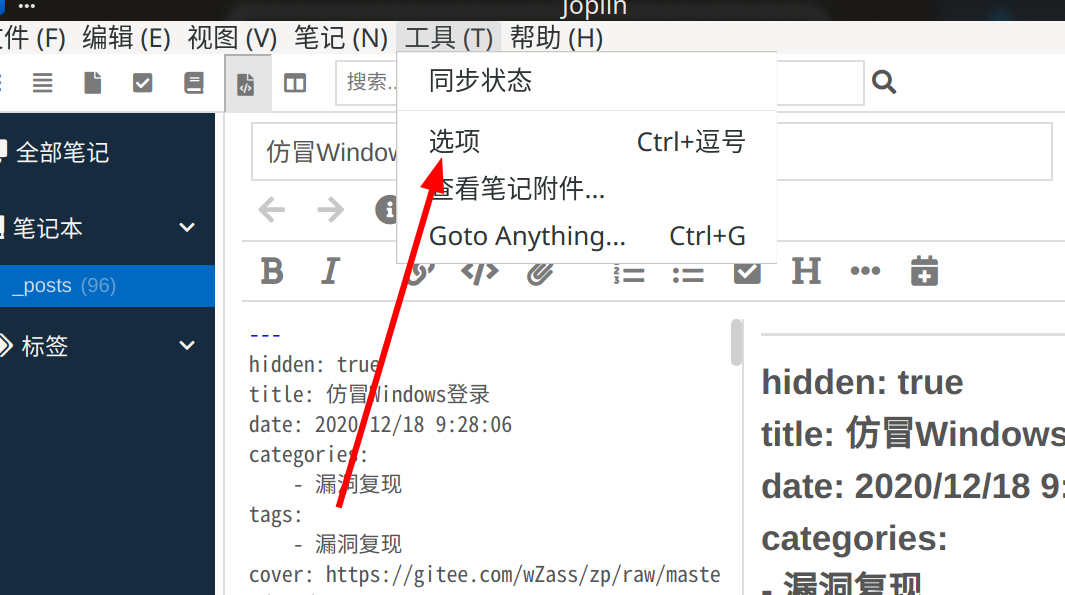 Joplin
件 (F) 编辑 (E) 视图 (V) 笔记 (N) 工具 (T) 帮助 (H)
搜索..
同步状态
选项 Ctrl+逗号
查看笔记附件...
Goto Anything... Ctrl+G
全部笔记
笔记本
_posts (96)
标签
仿冒Window
B I H
---
hidden: true
title: 仿冒Windows登录
date: 2020/12/18 9:28:06
categories:
- 漏洞复现
tags:
- 漏洞复现
cover: https://gitee.com/wZass/zp/raw/maste
hidden: true
title: 仿冒Windows
date: 2020/12/18 9:
categories:
- 漏洞复现